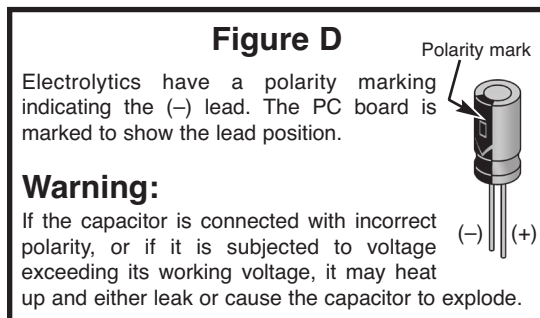 Figure D
Polarity mark
Electrolytics have a polarity marking
indicating the (–) lead. The PC board is
marked to show the lead position.
Warning:
If the capacitor is connected with incorrect
polarity, or if it is subjected to voltage
exceeding its working voltage, it may heat
up and either leak or cause the capacitor to explode.
(–) (+)